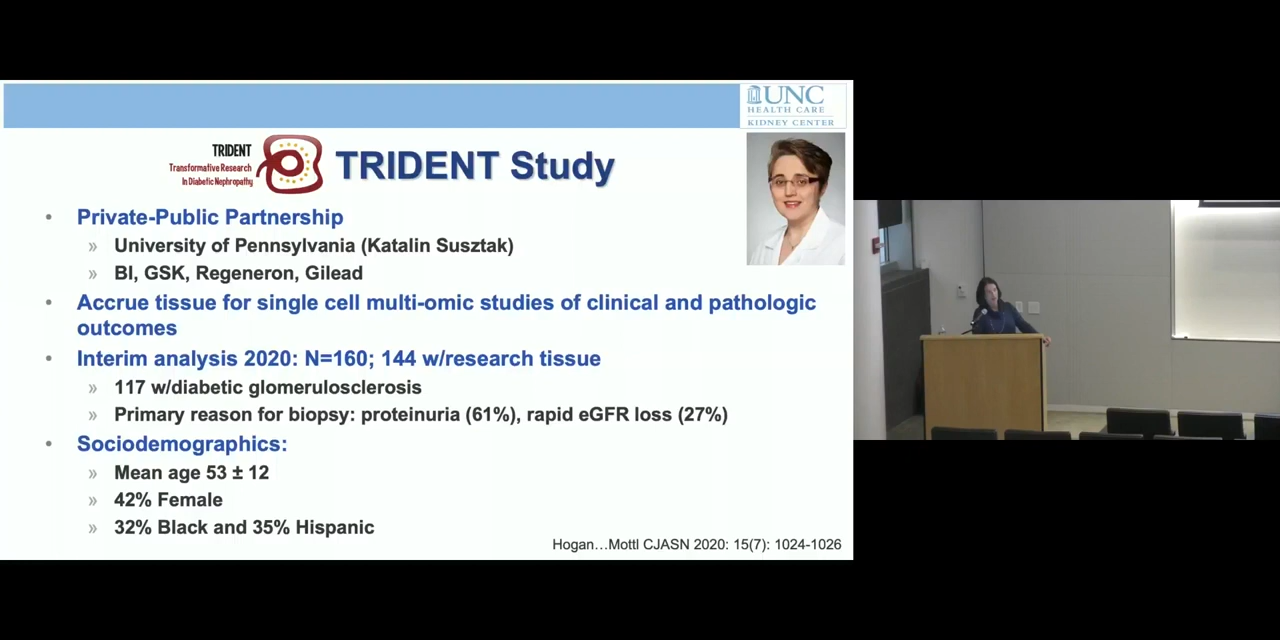 UNC
HEALTH CARE
KIDNEY CENTER
TRIDENT
Transformative Research
In Diabetic Nephropathy
TRIDENT Study
• Private-Public Partnership
» University of Pennsylvania (Katalin Susztak)
» BI, GSK, Regeneron, Gilead
• Accrue tissue for single cell multi-omic studies of clinical and pathologic
outcomes
• Interim analysis 2020: N=160; 144 w/research tissue
» 117 w/diabetic glomerulosclerosis
» Primary reason for biopsy: proteinuria (61%), rapid eGFR loss (27%)
• Sociodemographics:
» Mean age 53 ± 12
» 42% Female
» 32% Black and 35% Hispanic
Hogan…Mottl CJASN 2020: 15(7): 1024-1026